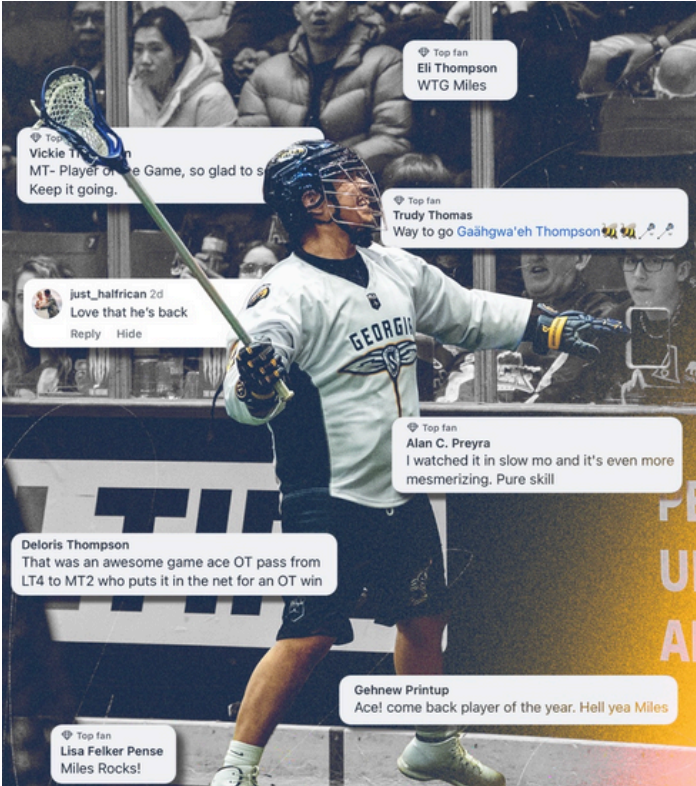 Top fan
Eli Thompson
WTG Miles
Top
Vickie
MT- Player of the Game, so glad to
Keep it going.
Top fan
Trudy Thomas
Way to go Gaähgwa'eh Thompson🐝🐝🥍🥍
just_halfrican 2d
Love that he's back
Reply Hide
GEORGIA
Top fan
Alan C. Preyra
I watched it in slow mo and it's even more
mesmerizing. Pure skill
Deloris Thompson
That was an awesome game ace OT pass from
LT4 to MT2 who puts it in the net for an OT win
Gehnew Printup
Ace! come back player of the year. Hell yea Miles
Top fan
Lisa Felker Pense
Miles Rocks!